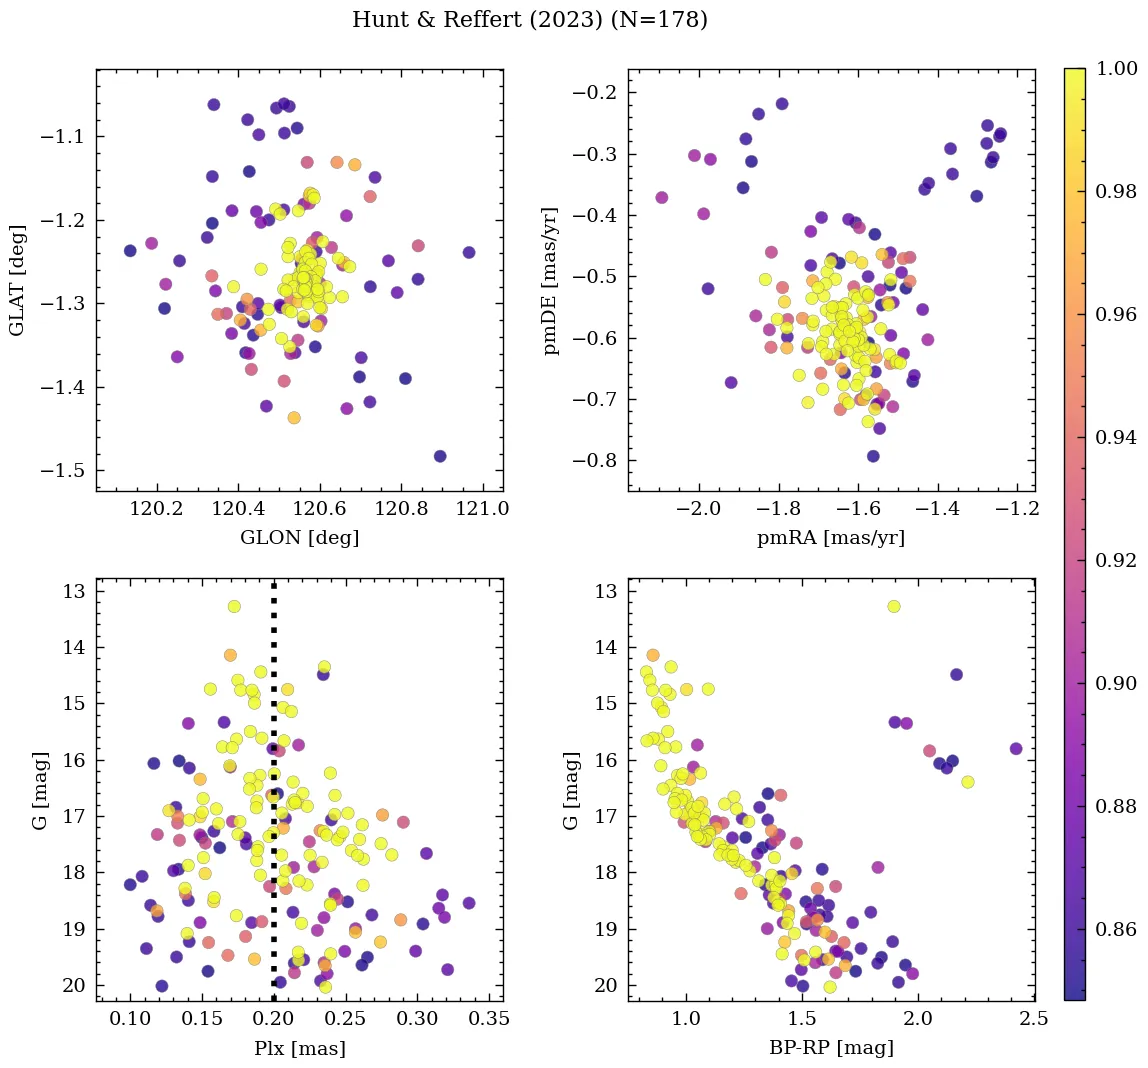 Hunt & Reffert (2023) (N=178)
−1.1
−1.2
−1.3
−1.4
−1.5
GLAT [deg]
120.2 120.4 120.6 120.8 121.0
GLON [deg]
−0.2
−0.3
−0.4
−0.5
−0.6
−0.7
−0.8
pmDE [mas/yr]
−2.0 −1.8 −1.6 −1.4 −1.2
pmRA [mas/yr]
13
14
15
16
17
18
19
20
G [mag]
0.10 0.15 0.20 0.25 0.30 0.35
Plx [mas]
13
14
15
16
17
18
19
20
G [mag]
1.0 1.5 2.0 2.5
BP-RP [mag]
1.00
0.98
0.96
0.94
0.92
0.90
0.88
0.86